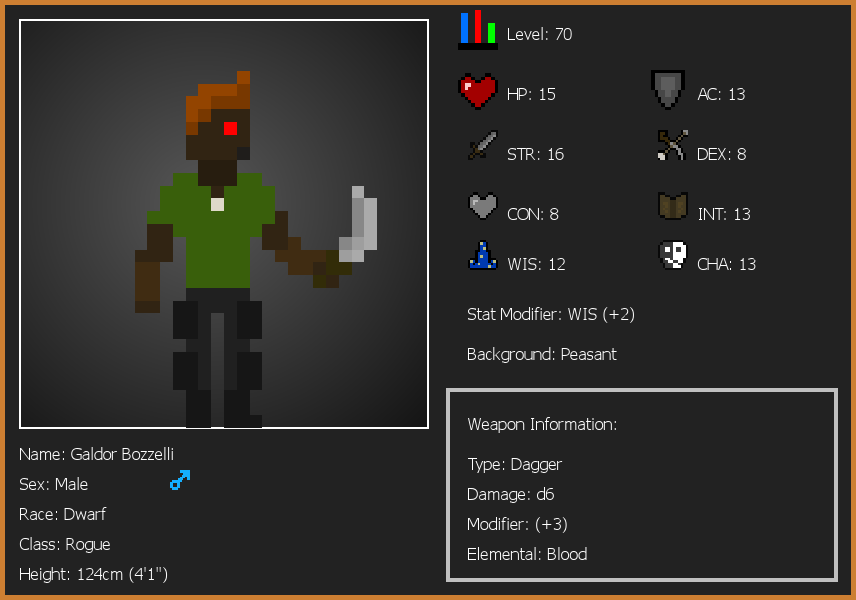 Level: 70
HP: 15
AC: 13
STR: 16
DEX: 8
CON: 8
INT: 13
WIS: 12
CHA: 13
Stat Modifier: WIS (+2)
Background: Peasant
Weapon Information:
Type: Dagger
Damage: d6
Modifier: (+3)
Elemental: Blood
Name: Galdor Bozzelli
Sex: Male
Race: Dwarf
Class: Rogue
Height: 124cm (4'1")